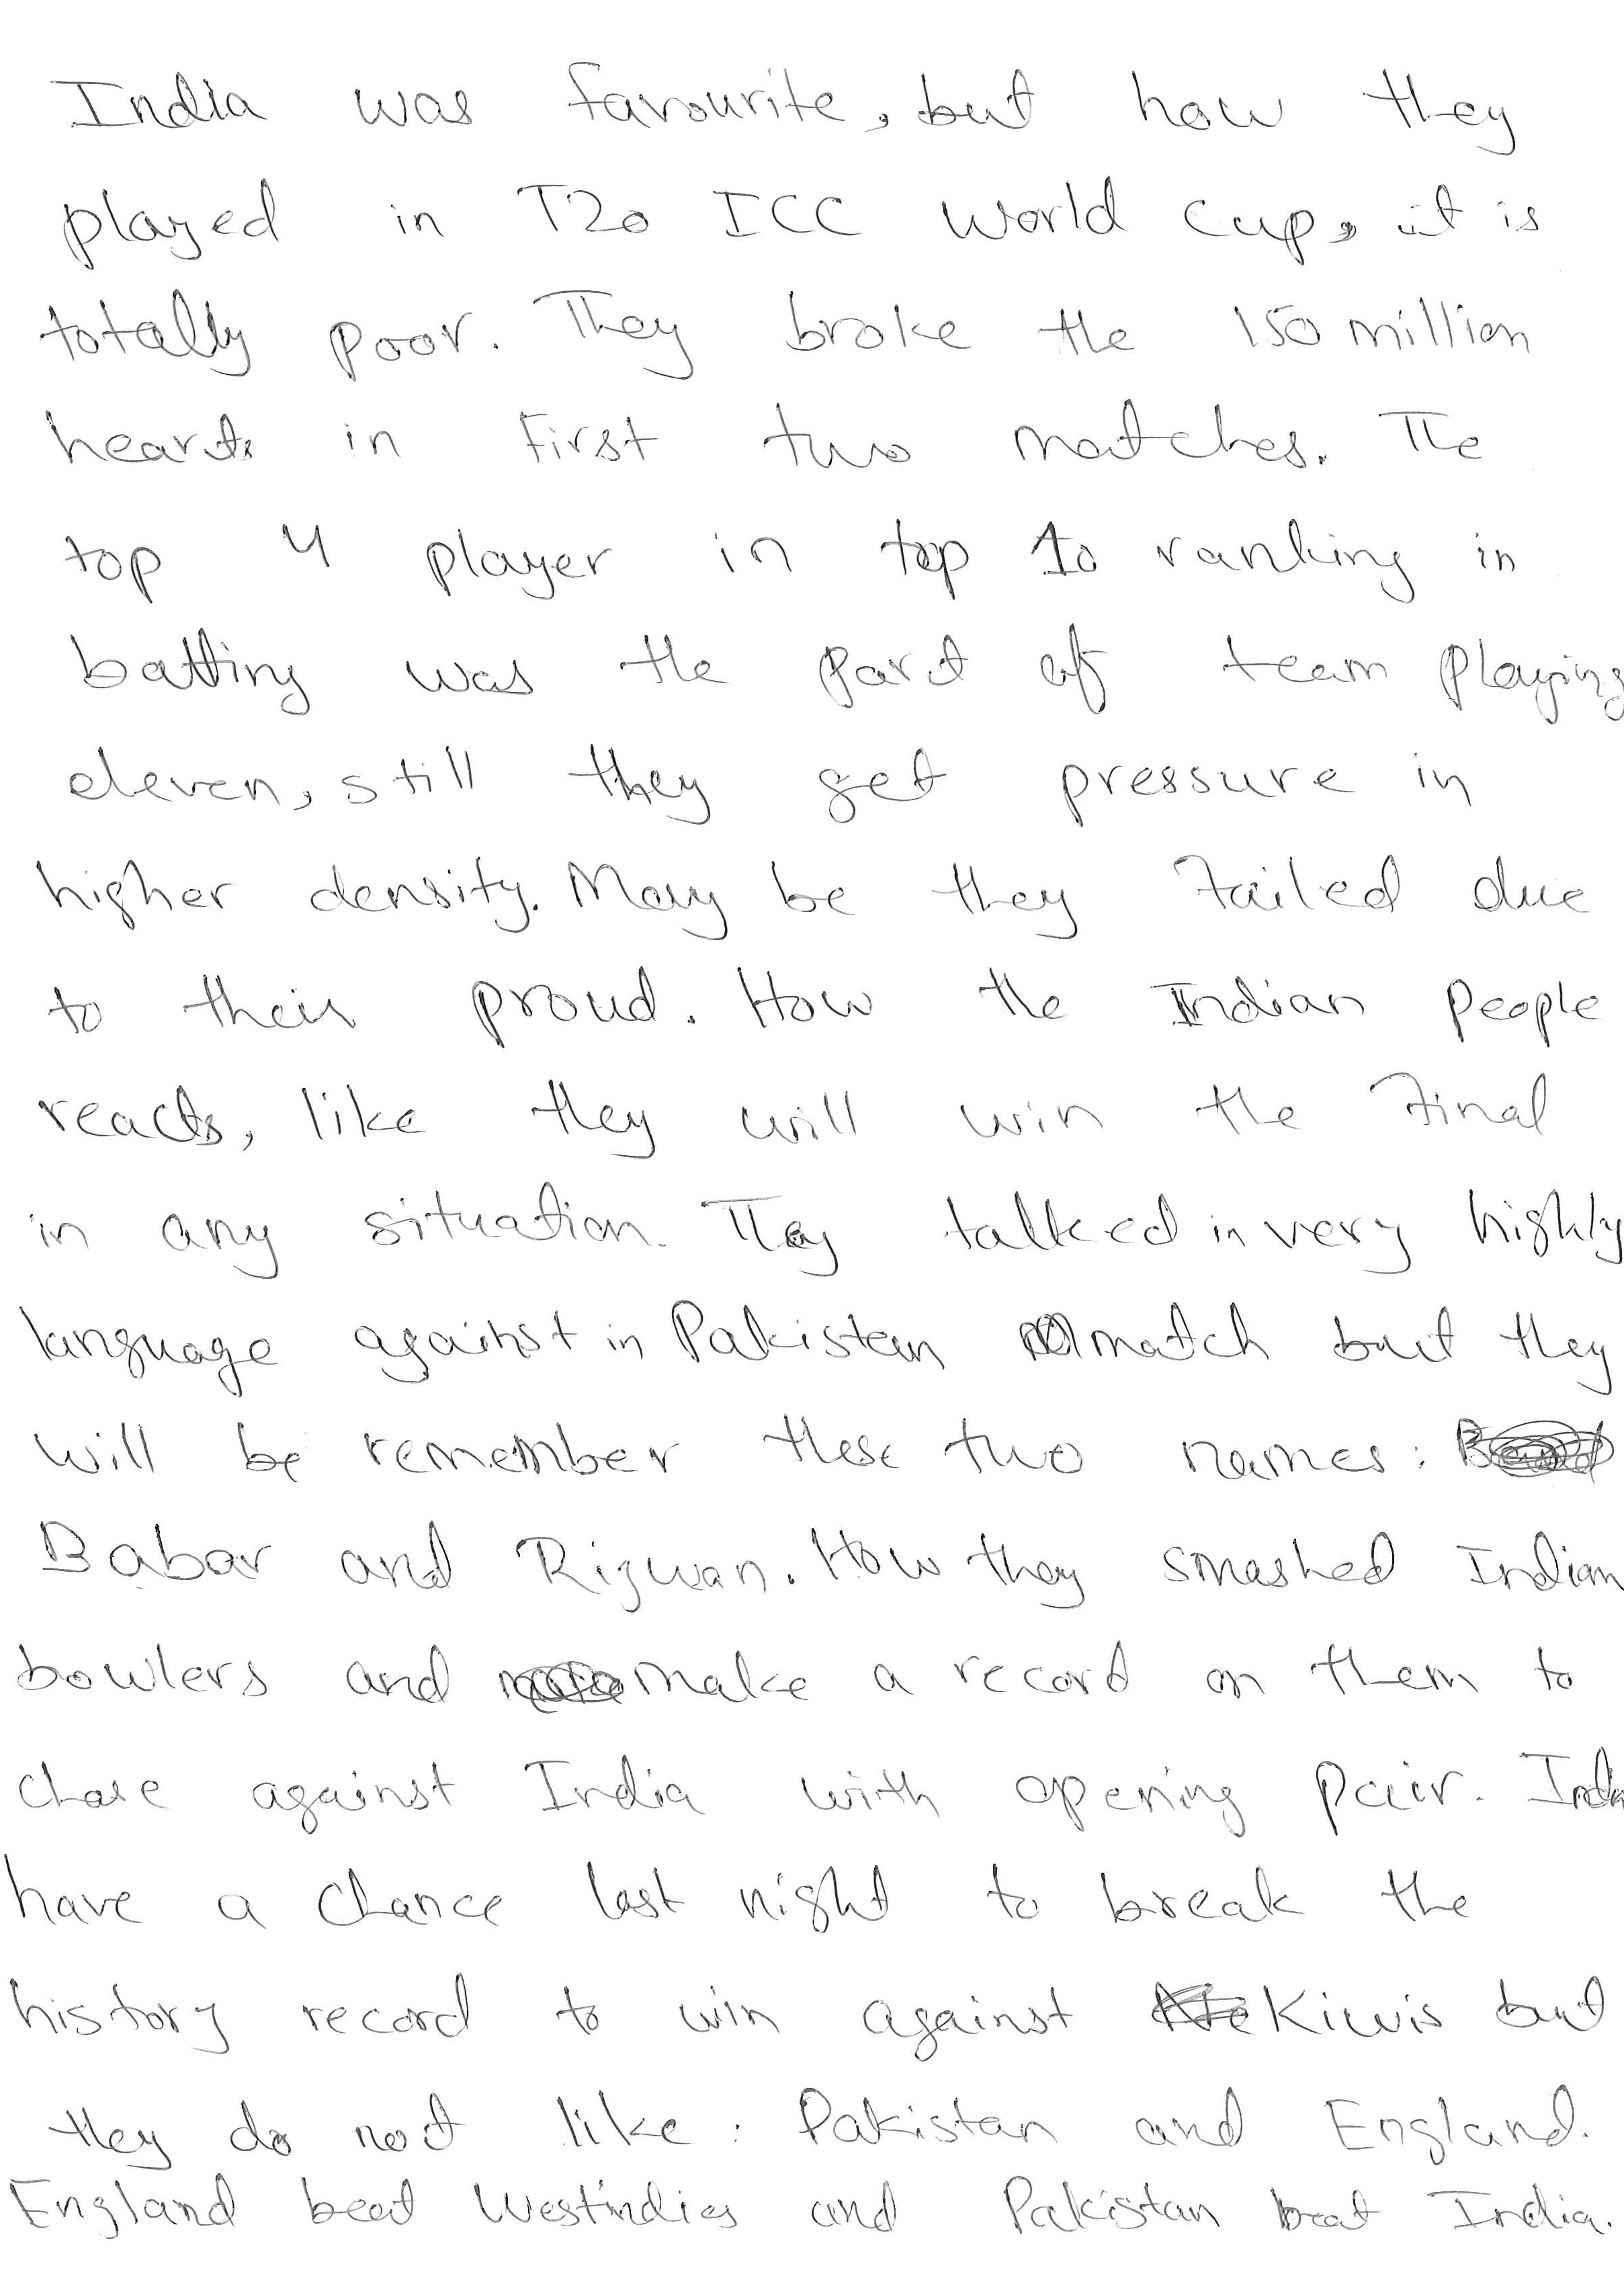 India was favourite, but how they
played in T20 ICC World Cup, it is
totally poor. They broke the 150 million
hearts in First two matches. The
top 4 player in top 10 ranking in
batting was the part of team playing
eleven, still they get pressure in
higher density. May be they failed due
to their proud. How the Indian People
reacts, like they will win the final
in any situation. They talked in very highly
language against in Pakistan match but they
will be remember these two names:
Babar and Rizwan. How they smashed Indian
bowlers and make a record on them to
chase against India with opening pair. India
have a chance last night to break the
history record to win against Kiwis but
they do not like: Pakistan and England.
England beat Westindies and Pakistan beat India.